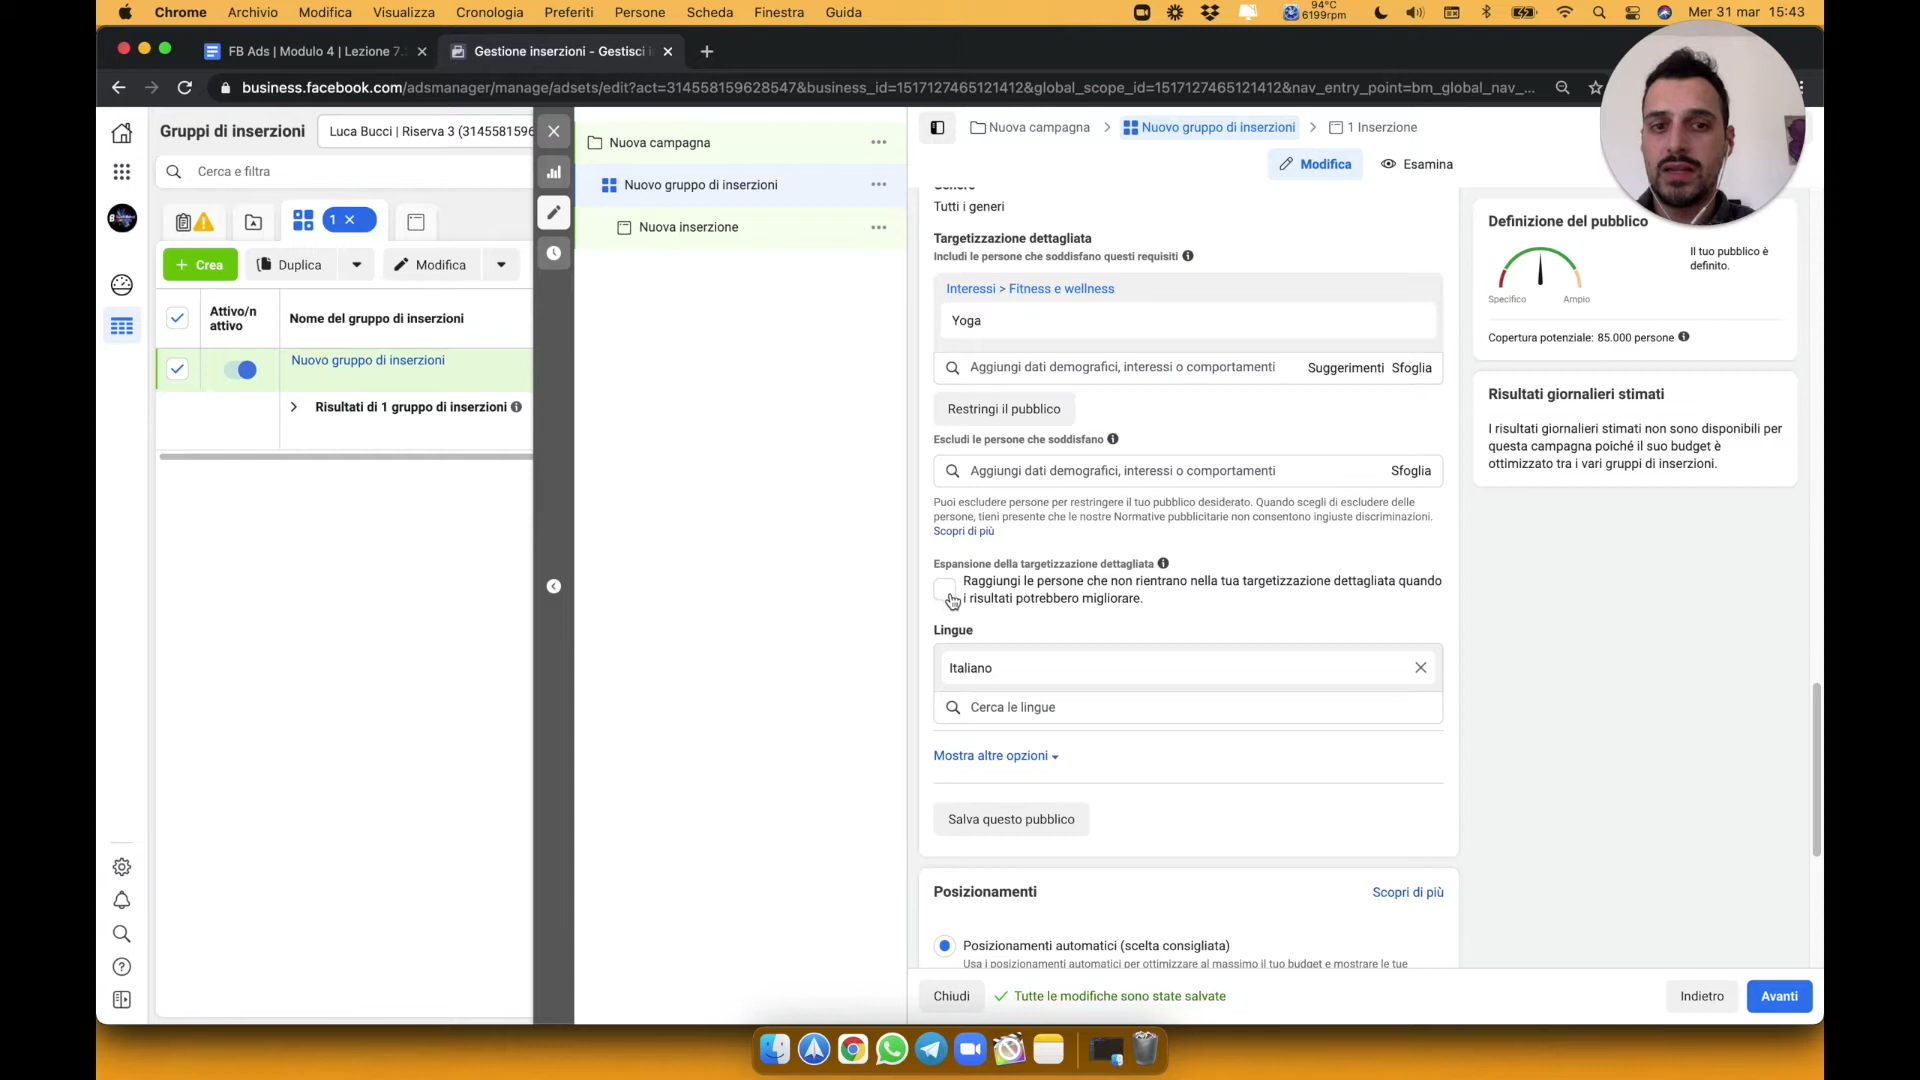 Chrome Archivio Modifica Visualizza Cronologia Preferiti Persone Scheda Finestra Guida
94°C
6199rpm
Mer 31 mar 15:43
FB Ads | Modulo 4 | Lezione 7.
Gestione inserzioni - Gestisci i
business.facebook.com/adsmanager/manage/adsets/edit?act=314558159628547&business_id=1517127465121412&global_scope_id=1517127465121412&nav_entry_point=bm_global_nav_...
Gruppi di inserzioni
Luca Bucci | Riserva 3 (3145581596
Cerca e filtra
1
+ Crea
Duplica
Modifica
Attivo/n
attivo
Nome del gruppo di inserzioni
Nuovo gruppo di inserzioni
Risultati di 1 gruppo di inserzioni
Nuova campagna
Nuovo gruppo di inserzioni
Nuova inserzione
Nuova campagna > Nuovo gruppo di inserzioni > 1 Inserzione
Modifica
Esamina
Genere
Tutti i generi
Targetizzazione dettagliata
Includi le persone che soddisfano questi requisiti
Interessi > Fitness e wellness
Yoga
Aggiungi dati demografici, interessi o comportamenti
Suggerimenti
Sfoglia
Restringi il pubblico
Escludi le persone che soddisfano
Aggiungi dati demografici, interessi o comportamenti
Sfoglia
Puoi escludere persone per restringere il tuo pubblico desiderato. Quando scegli di escludere delle
persone, tieni presente che le nostre Normative pubblicitarie non consentono ingiuste discriminazioni.
Scopri di più
Espansione della targetizzazione dettagliata
Raggiungi le persone che non rientrano nella tua targetizzazione dettagliata quando
i risultati potrebbero migliorare.
Lingue
Italiano
Cerca le lingue
Mostra altre opzioni
Salva questo pubblico
Posizionamenti
Scopri di più
Posizionamenti automatici (scelta consigliata)
Usa i posizionamenti automatici per ottimizzare al massimo il tuo budget e mostrare le tue
Chiudi
Tutte le modifiche sono state salvate
Indietro
Avanti
Definizione del pubblico
Il tuo pubblico è
definito.
Specifico
Ampio
Copertura potenziale: 85.000 persone
Risultati giornalieri stimati
I risultati giornalieri stimati non sono disponibili per
questa campagna poiché il suo budget è
ottimizzato tra i vari gruppi di inserzioni.